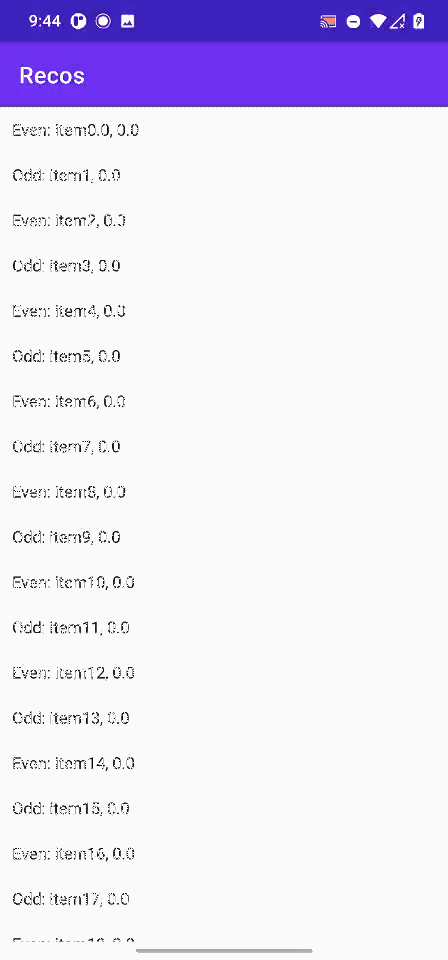 9:44
Recos
Even: item0.0, 0.0
Odd: item1, 0.0
Even: item2, 0.0
Odd: item3, 0.0
Even: item4, 0.0
Odd: item5, 0.0
Even: item6, 0.0
Odd: item7, 0.0
Even: item8, 0.0
Odd: item9, 0.0
Even: item10, 0.0
Odd: item11, 0.0
Even: item12, 0.0
Odd: item13, 0.0
Even: item14, 0.0
Odd: item15, 0.0
Even: item16, 0.0
Odd: item17, 0.0